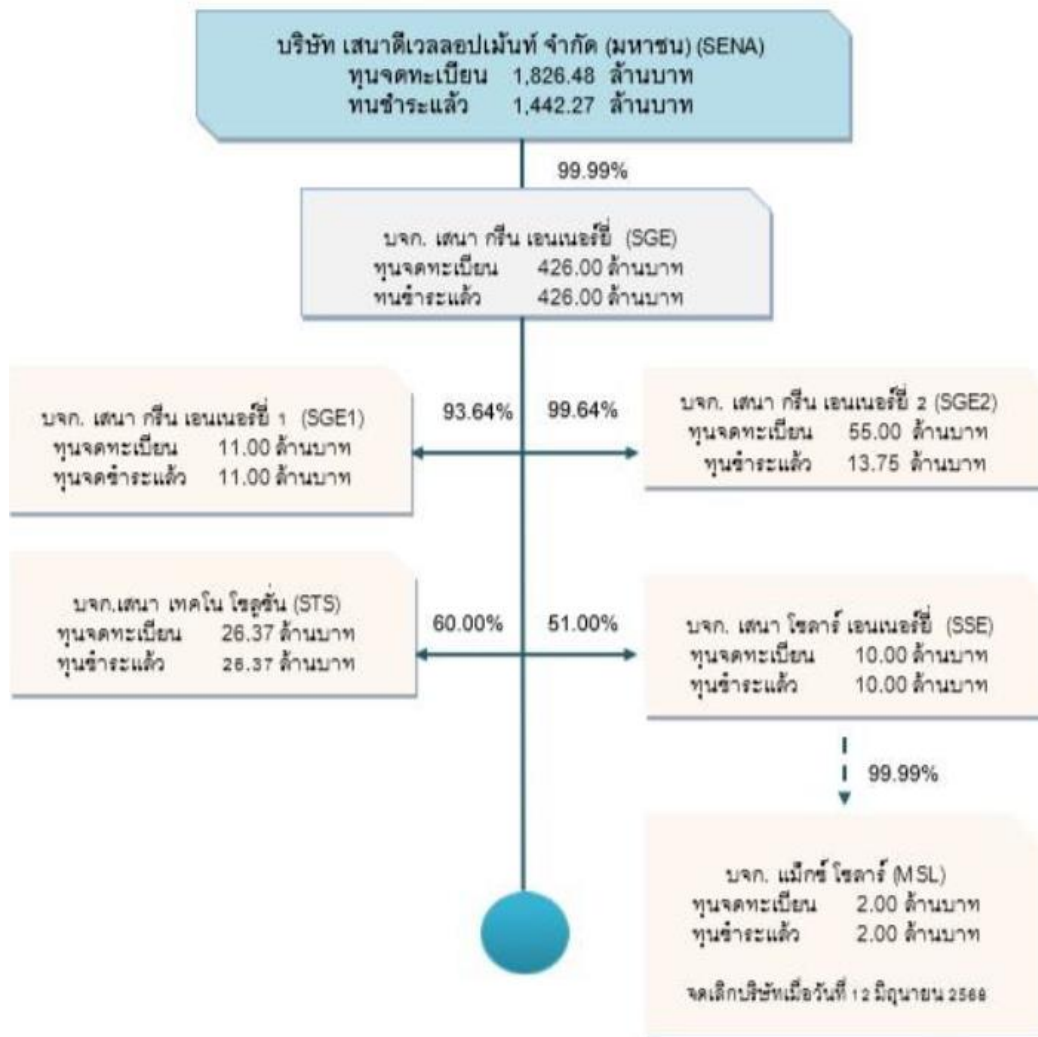 บริษัท เสนาดีเวลลอปเม้นท์ จำกัด (มหาชน) (SENA)
ทุนจดทะเบียน 1,826.48 ล้านบาท
ทุนชำระแล้ว 1,442.27 ล้านบาท
99.99%
บจก. เสนา กรีน เอนเนอร์ยี่ (SGE)
ทุนจดทะเบียน 426.00 ล้านบาท
ทุนชำระแล้ว 426.00 ล้านบาท
บจก. เสนา กรีน เอนเนอร์ยี่ 1 (SGE1)
ทุนจดทะเบียน 11.00 ล้านบาท
ทุนจดชำระแล้ว 11.00 ล้านบาท
93.64% 99.64%
บจก. เสนา กรีน เอนเนอร์ยี่ 2 (SGE2)
ทุนจดทะเบียน 55.00 ล้านบาท
ทุนชำระแล้ว 13.75 ล้านบาท
บจก.เสนา เทคโน โซลูชั่น (STS)
ทุนจดทะเบียน 26.37 ล้านบาท
ทุนชำระแล้ว 26.37 ล้านบาท
60.00% 51.00%
บจก. เสนา โซลาร์ เอนเนอร์ยี่ (SSE)
ทุนจดทะเบียน 10.00 ล้านบาท
ทุนชำระแล้ว 10.00 ล้านบาท
99.99%
บจก. แม็กซ์ โซลาร์ (MSL)
ทุนจดทะเบียน 2.00 ล้านบาท
ทุนชำระแล้ว 2.00 ล้านบาท
จดเลิกบริษัทเมื่อวันที่ 12 มิถุนายน 2568